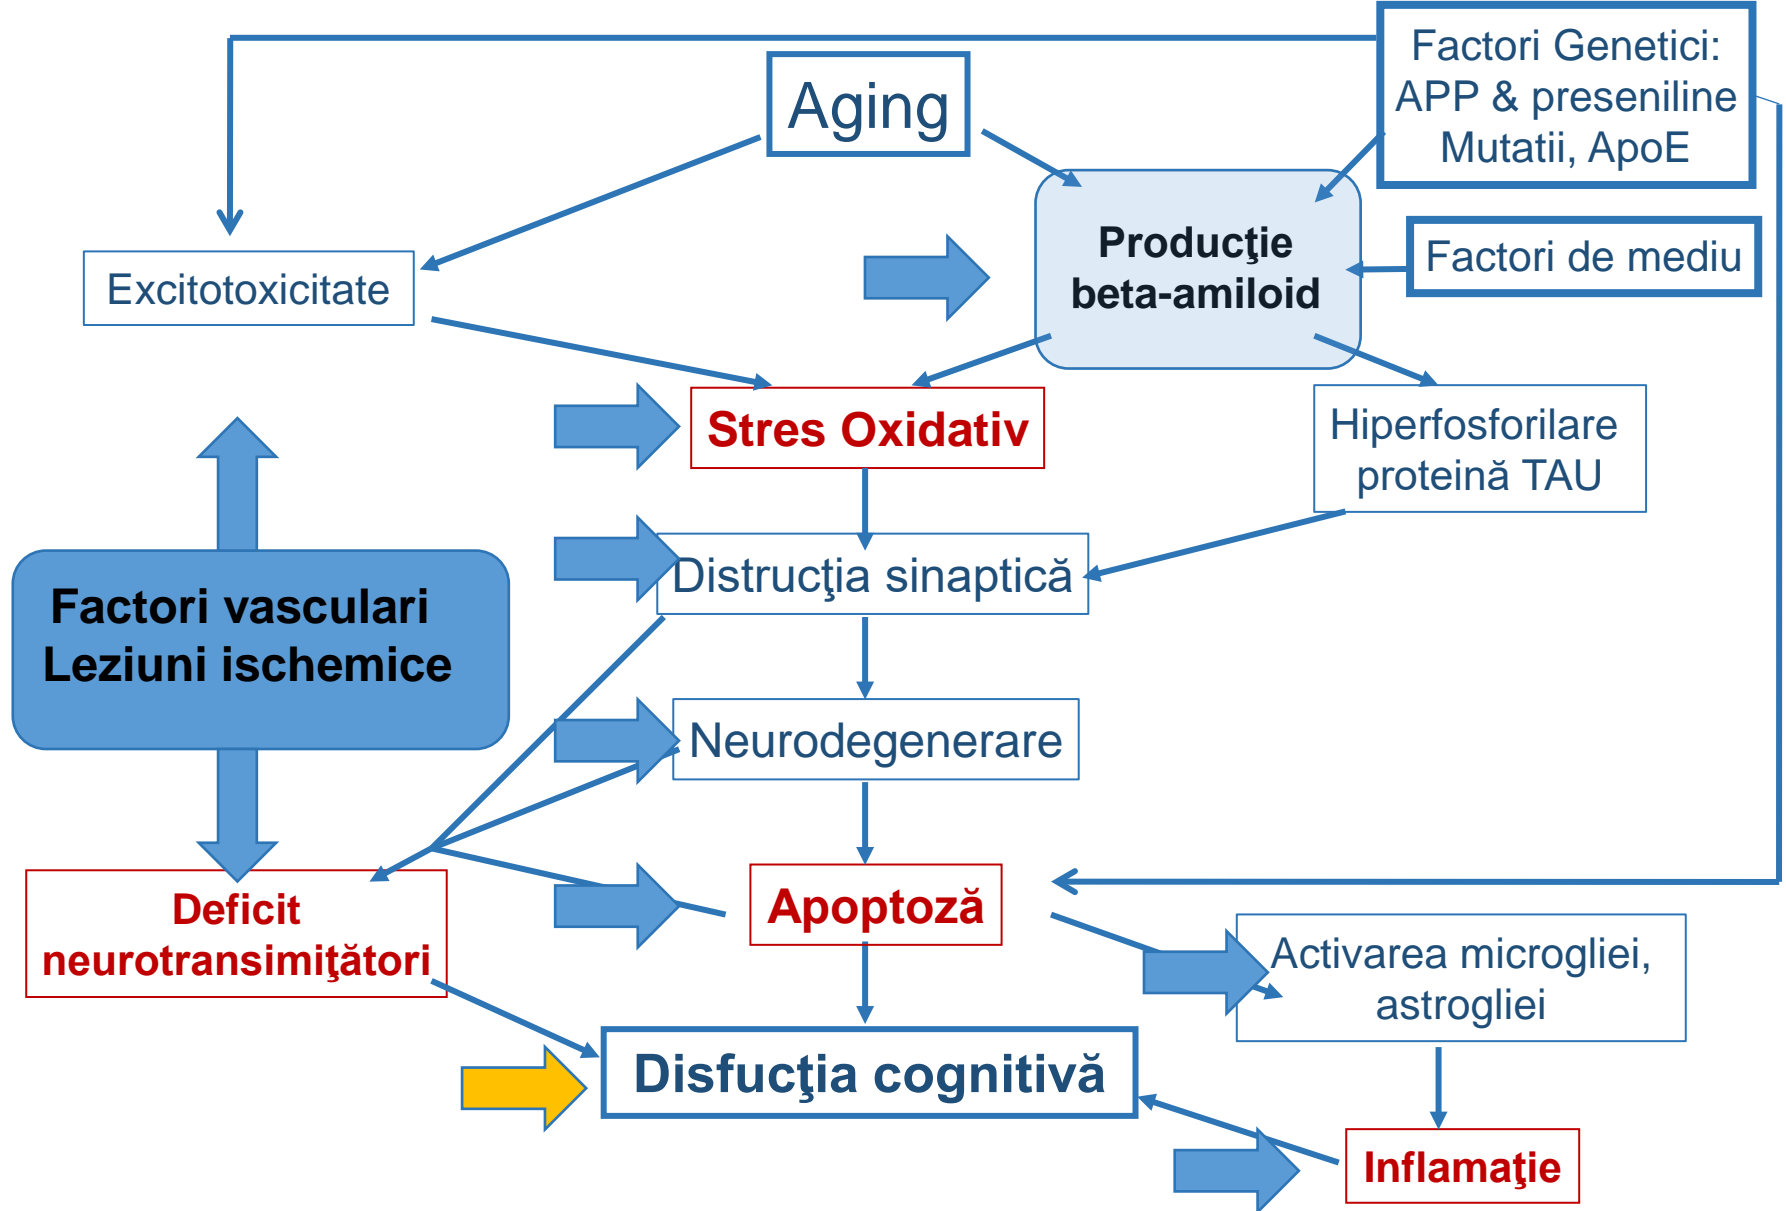 Factori Genetici:
APP & preseniline
Mutatii, ApoE
Aging
Producţie
beta-amiloid
Factori de mediu
Excitotoxicitate
Stres Oxidativ
Hiperfosforilare
proteină TAU
Distrucţia sinaptică
Factori vasculari
Leziuni ischemice
Neurodegenerare
Deficit
neurotransimiţători
Apoptoză
Activarea microgliei,
astrogliei
Disfucţia cognitivă
Inflamaţie